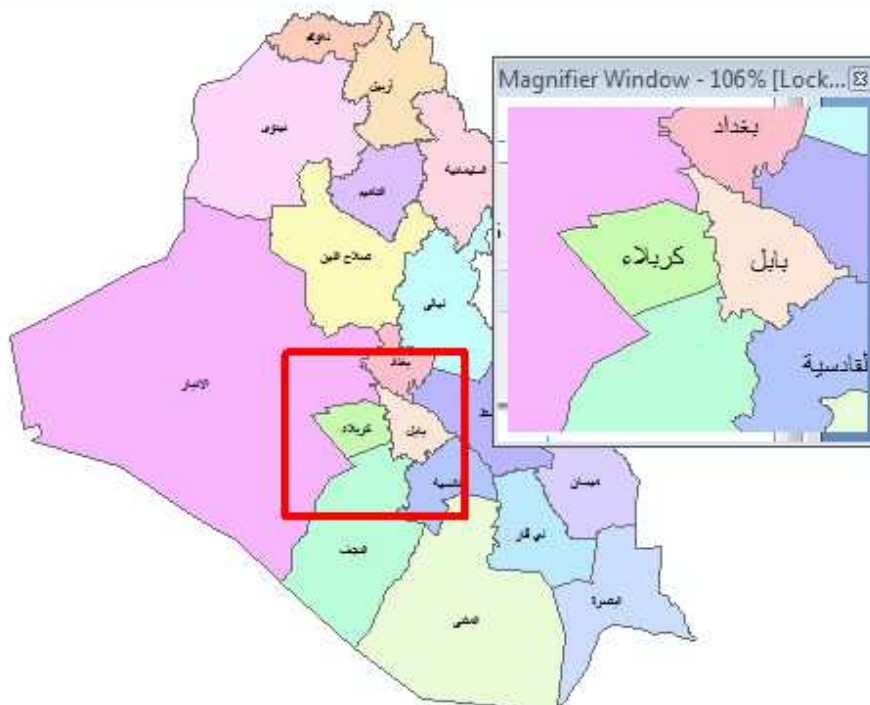 دهوك
أربيل
نينوى
السليمانية
التاميم
صلاح الدين
ديالى
الانبار
بغداد
كربلاء
بابل
النجف
ميسان
ذي قار
المثنى
البصرة
Magnifier Window - 106% [Lock...
بغداد
كربلاء
بابل
لقادسية